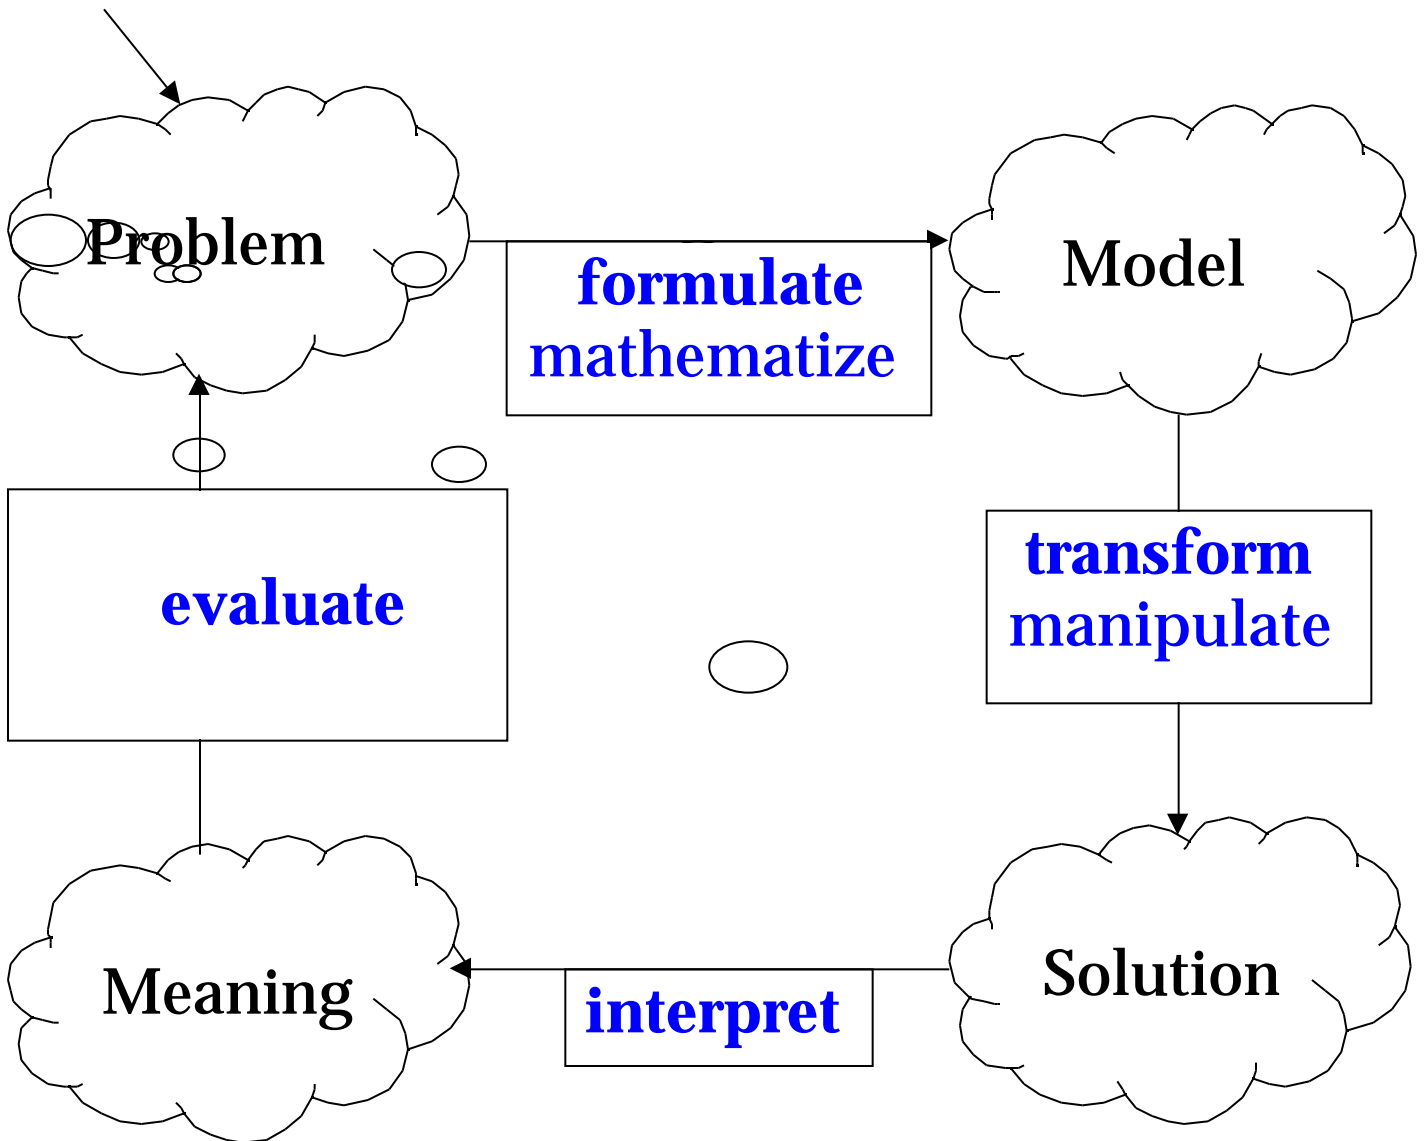 Problem
formulate
mathematize
Model
evaluate
transform
manipulate
Meaning
interpret
Solution